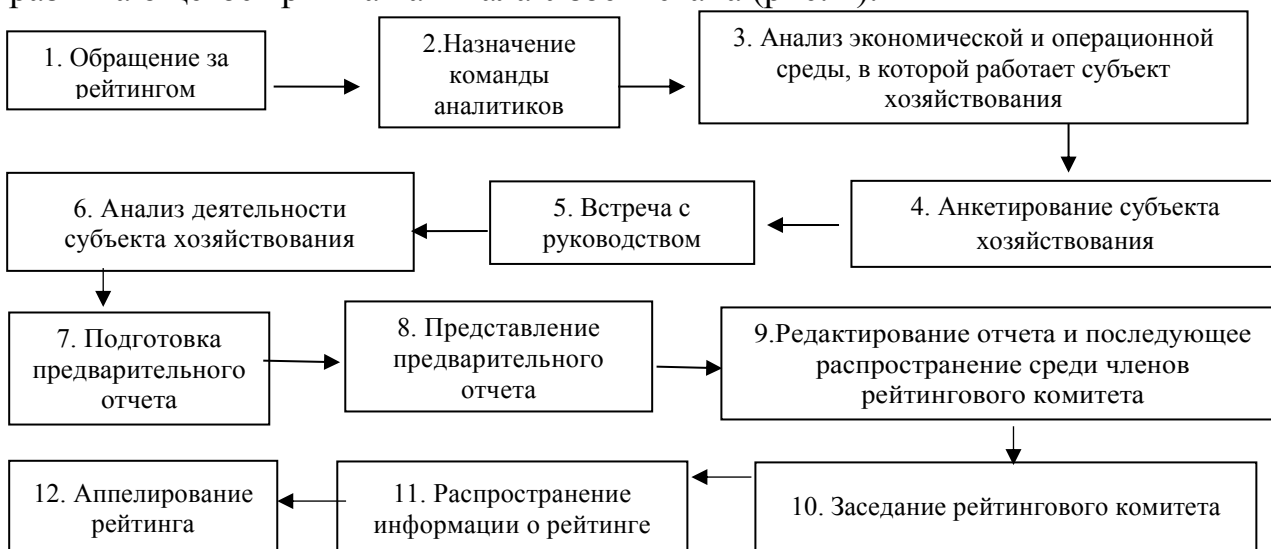 1. Обращение за
рейтингом
2.Назначение
команды
аналитиков
3. Анализ экономической и операционной
среды, в которой работает субъект
хозяйствования
4. Анкетирование субъекта
хозяйствования
5. Встреча с
руководством
6. Анализ деятельности
субъекта хозяйствования
7. Подготовка
предварительного
отчета
8. Представление
предварительного
отчета
9.Редактирование отчета и последующее
распространение среди членов
рейтингового комитета
10. Заседание рейтингового комитета
11. Распространение
информации о рейтинге
12. Аппелирование
рейтинга